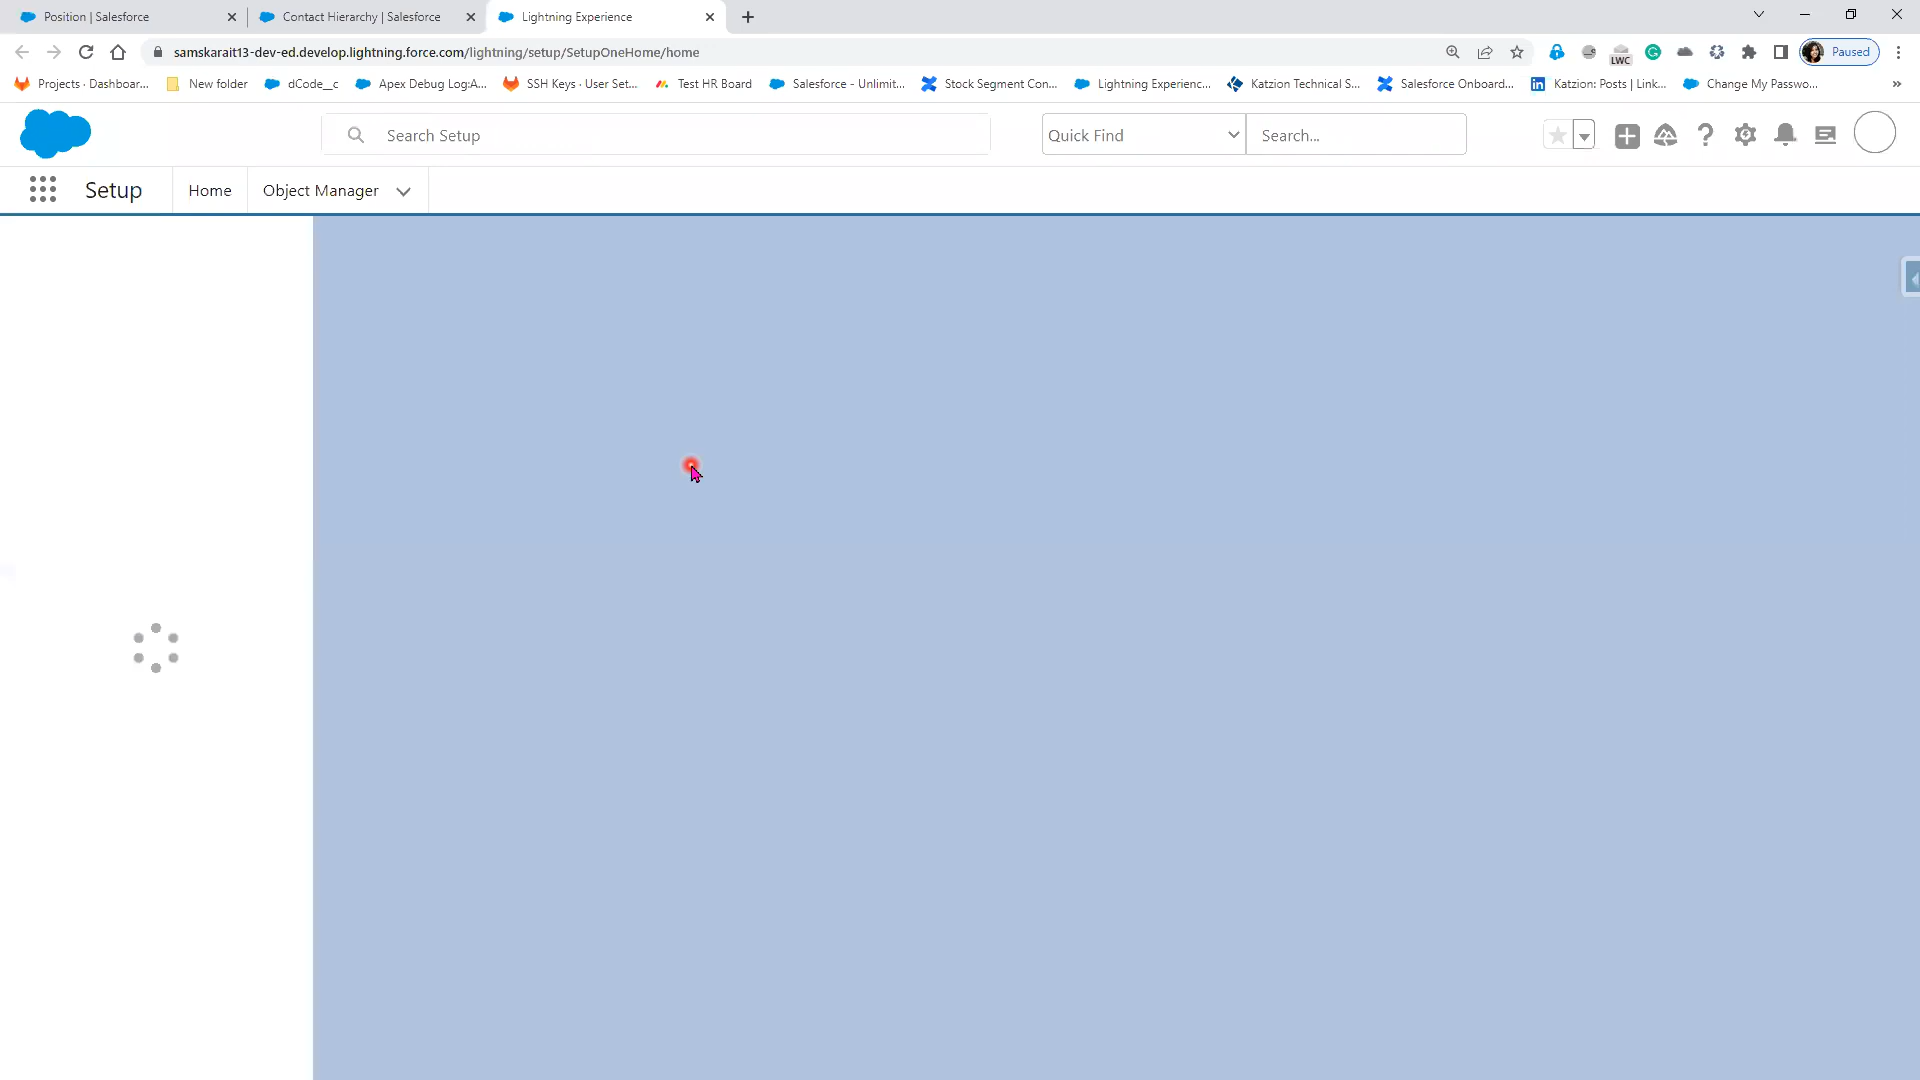 Position | Salesforce
Contact Hierarchy | Salesforce
Lightning Experience
samskarait13-dev-ed.develop.lightning.force.com/lightning/setup/SetupOneHome/home
LWC
Paused
Projects · Dashboar...
New folder
dCode__c
Apex Debug Log:A...
SSH Keys · User Set...
Test HR Board
Salesforce - Unlimit...
Stock Segment Con...
Lightning Experienc...
Katzion Technical S...
Salesforce Onboard...
Katzion: Posts | Link...
Change My Passwo...
Search Setup
Quick Find
Search...
Setup
Home
Object Manager